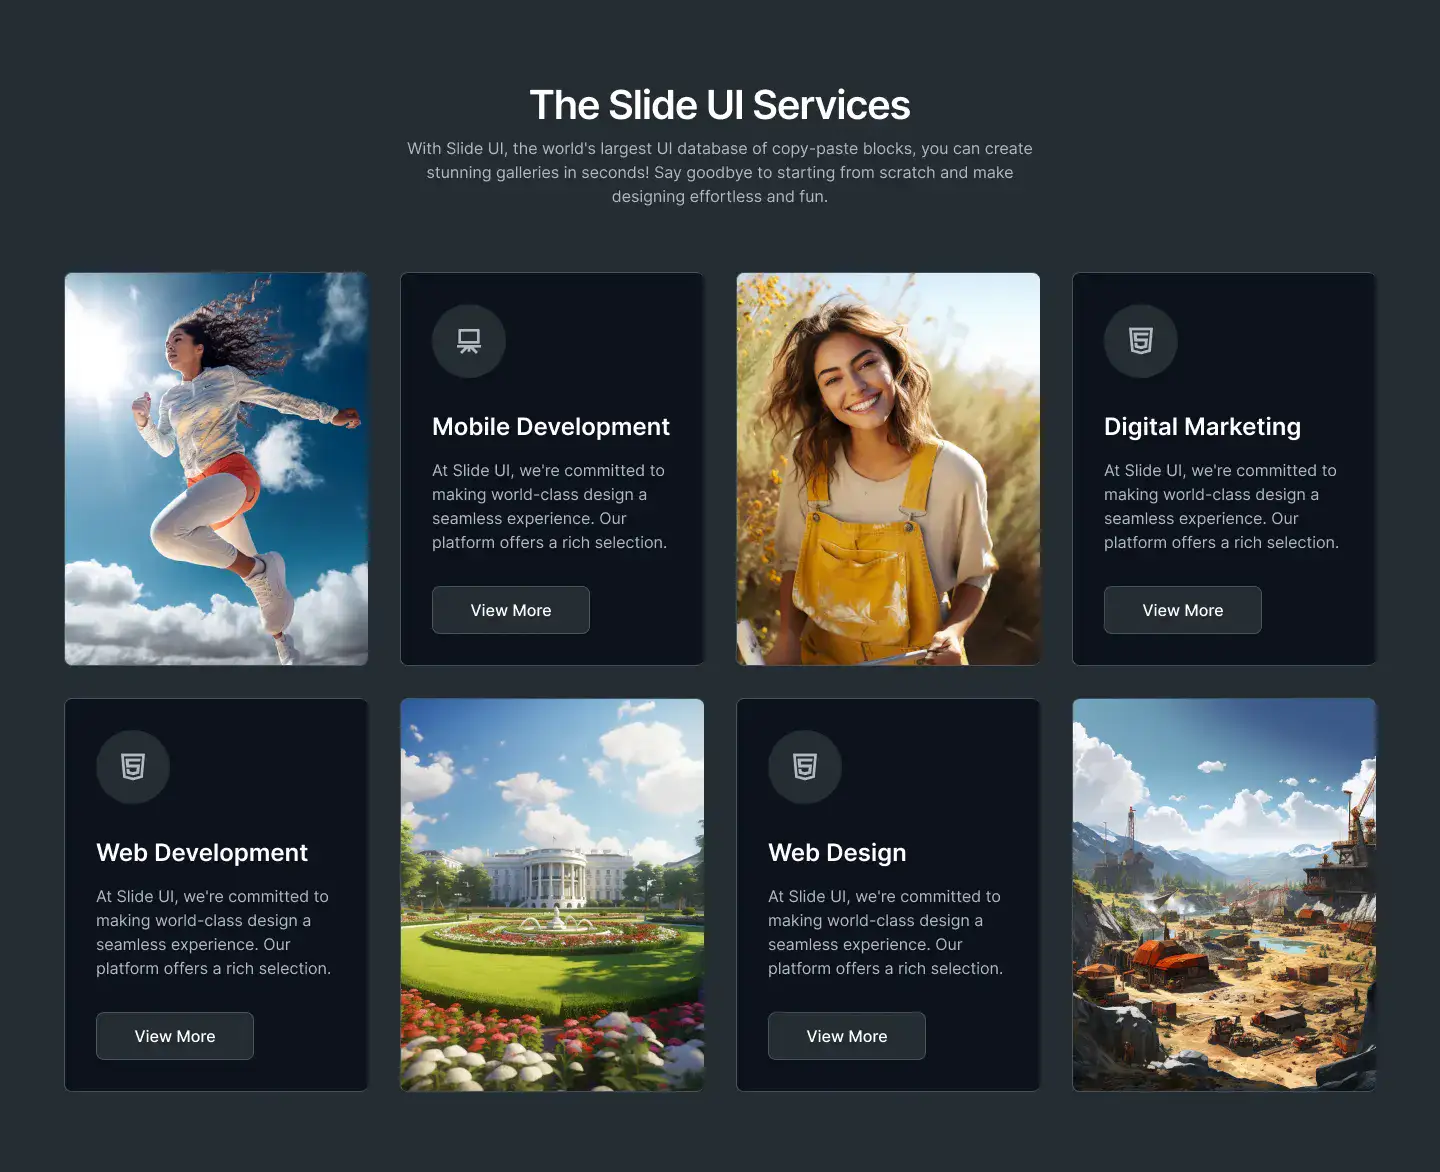 The Slide UI Services
With Slide UI, the world's largest UI database of copy-paste blocks, you can create
stunning galleries in seconds! Say goodbye to starting from scratch and make
designing effortless and fun.
Mobile Development
At Slide UI, we're committed to
making world-class design a
seamless experience. Our
platform offers a rich selection.
View More
Digital Marketing
At Slide UI, we're committed to
making world-class design a
seamless experience. Our
platform offers a rich selection.
View More
Web Development
At Slide UI, we're committed to
making world-class design a
seamless experience. Our
platform offers a rich selection.
View More
Web Design
At Slide UI, we're committed to
making world-class design a
seamless experience. Our
platform offers a rich selection.
View More